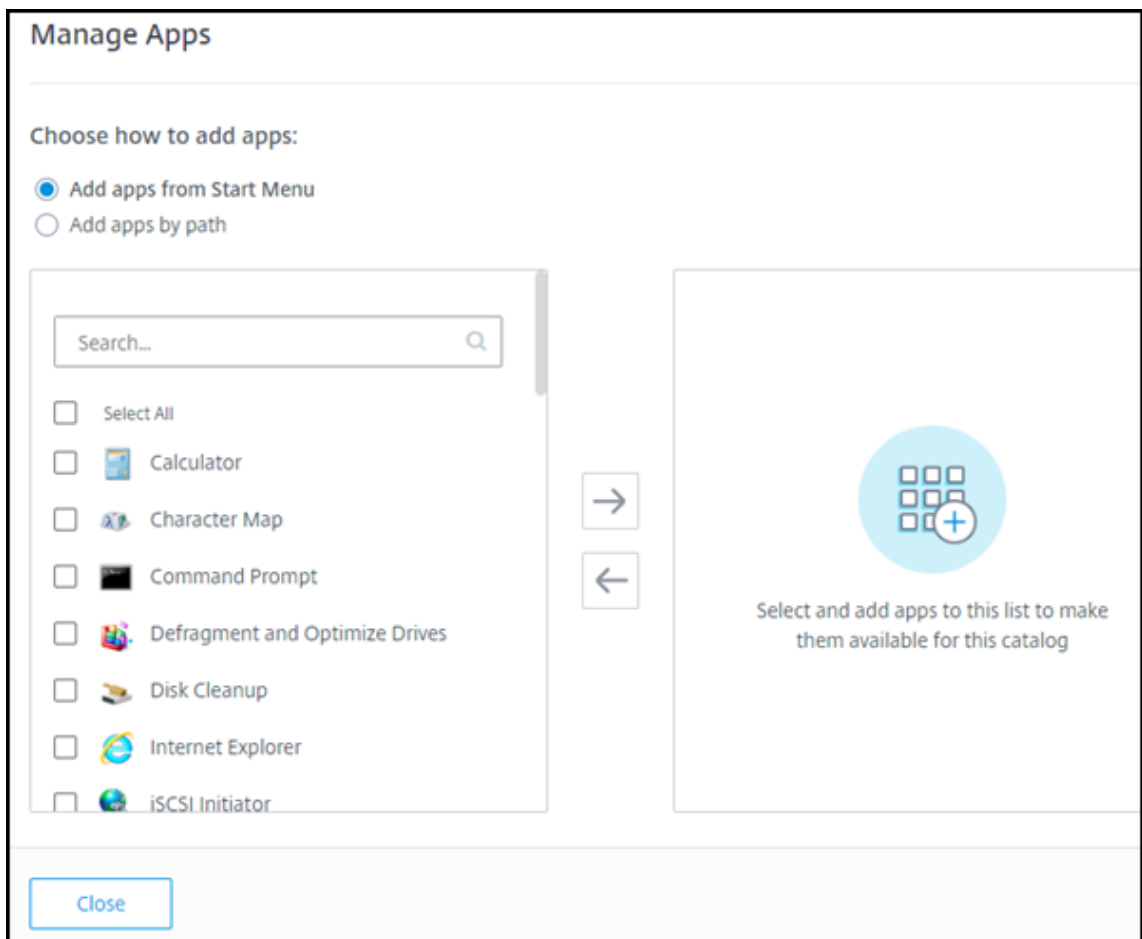 Manage Apps
Choose how to add apps:
Add apps from Start Menu
Add apps by path
Search...
Select All
Calculator
Character Map
Command Prompt
Defragment and Optimize Drives
Disk Cleanup
Internet Explorer
iSCSI Initiator
Select and add apps to this list to make
them available for this catalog
Close